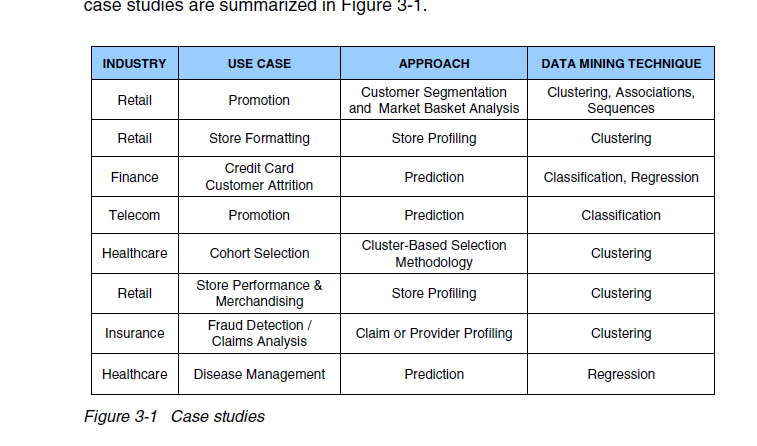 case studies are summarized in Figure 3-1.
INDUSTRY USE CASE APPROACH DATA MINING TECHNIQUE
Retail Promotion Customer Segmentation and Market Basket Analysis Clustering, Associations, Sequences
Retail Store Formatting Store Profiling Clustering
Finance Credit Card Customer Attrition Prediction Classification, Regression
Telecom Promotion Prediction Classification
Healthcare Cohort Selection Cluster-Based Selection Methodology Clustering
Retail Store Performance & Merchandising Store Profiling Clustering
Insurance Fraud Detection / Claims Analysis Claim or Provider Profiling Clustering
Healthcare Disease Management Prediction Regression
Figure 3-1 Case studies